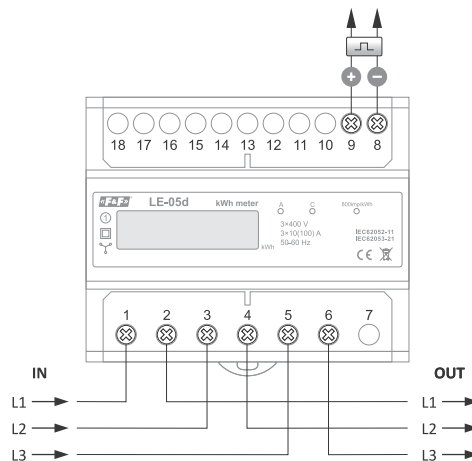 + −
18 17 16 15 14 13 12 11 10 9 8
«F&F» LE-05d kWh meter A C 800imp/kWh
1
3×400 V
3×10(100) A
50-60 Hz
kWh
IEC62052-11
IEC62053-21
CE
1 2 3 4 5 6 7
IN OUT
L1 L1
L2 L2
L3 L3